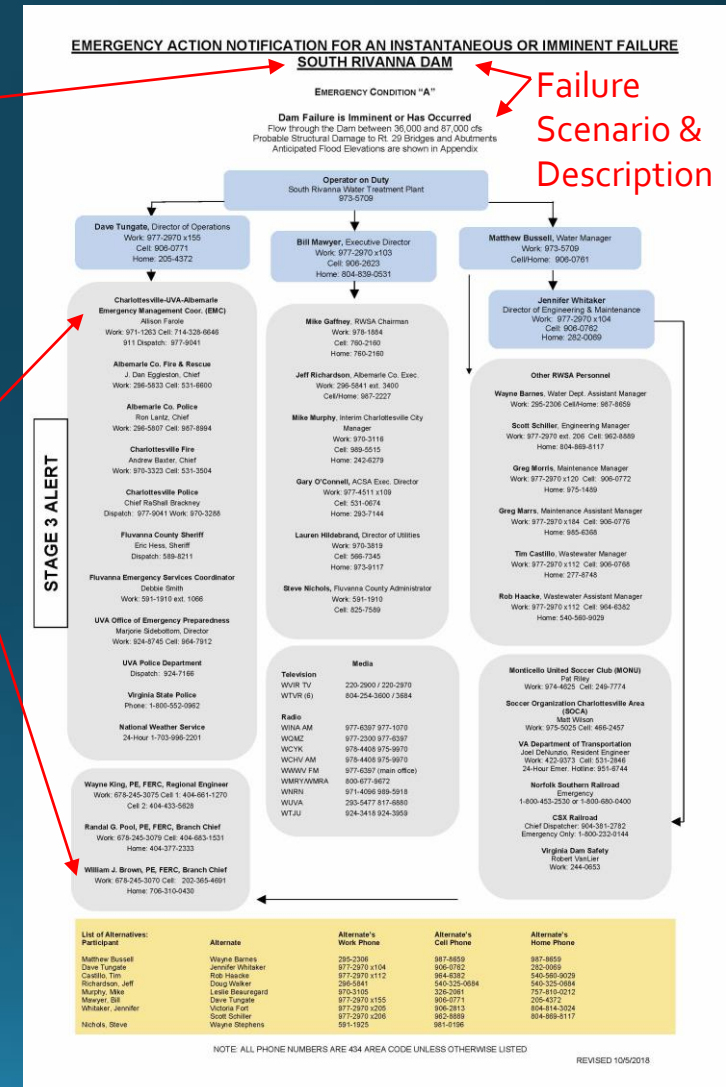 EMERGENCY ACTION NOTIFICATION FOR AN INSTANTANEOUS OR IMMINENT FAILURE
SOUTH RIVANNA DAM
EMERGENCY CONDITION "A"
Failure
Scenario &
Description
Dam Failure is Imminent or Has Occurred
Flow through the Dam between 36,000 and 87,000 cfs
Probable Structural Damage to Rt. 29 Bridges and Abutments
Anticipated Flood Elevations are shown in Appendix
Operator on Duty
South Rivanna Water Treatment Plant
973-5709
Dave Tungate, Director of Operations
Work: 977-2970 x155
Cell: 906-0771
Home: 205-4372
Bill Mawyer, Executive Director
Work: 977-2970 x103
Cell: 906-2623
Home: 804-839-0531
Matthew Bussell, Water Manager
Work: 973-5709
Cell/Home: 906-0761
Jennifer Whitaker
Director of Engineering & Maintenance
Work: 977-2970 x104
Cell: 906-0762
Home: 282-0069
STAGE 3 ALERT
Charlottesville-UVA-Albemarle
Emergency Management Coor. (EMC)
Allison Farole
Work: 971-1263 Cell: 714-328-6646
911 Dispatch: 977-9041
Albemarle Co. Fire & Rescue
J. Dan Eggleston, Chief
Work: 296-5833 Cell: 531-6600
Albemarle Co. Police
Ron Lantz, Chief
Work: 296-5807 Cell: 987-8994
Charlottesville Fire
Andrew Baxter, Chief
Work: 970-3323 Cell: 531-3504
Charlottesville Police
Chief RaShall Brackney
Dispatch: 977-9041 Work: 970-3288
Fluvanna County Sheriff
Eric Hess, Sheriff
Dispatch: 589-8211
Fluvanna Emergency Services Coordinator
Debbie Smith
Work: 591-1910 ext. 1066
UVA Office of Emergency Preparedness
Marjorie Sidebottom, Director
Work: 924-8745 Cell: 964-7912
UVA Police Department
Dispatch: 924-7166
Virginia State Police
Phone: 1-800-552-0962
National Weather Service
24-Hour 1-703-996-2201
Mike Gaffney, RWSA Chairman
Work: 978-1884
Cell: 760-2160
Home: 760-2160
Jeff Richardson, Albemarle Co. Exec.
Work: 296-5841 ext. 3400
Cell/Home: 987-2227
Mike Murphy, Interim Charlottesville City
Manager
Work: 970-3116
Cell: 989-5515
Home: 242-6279
Gary O'Connell, ACSA Exec. Director
Work: 977-4511 x109
Cell: 531-0674
Home: 293-7144
Lauren Hildebrand, Director of Utilities
Work: 970-3819
Cell: 566-7345
Home: 973-9117
Steve Nichols, Fluvanna County Administrator
Work: 591-1910
Cell: 825-7589
Other RWSA Personnel
Wayne Barnes, Water Dept. Assistant Manager
Work: 295-2306 Cell/Home: 987-8659
Scott Schiller, Engineering Manager
Work: 977-2970 ext. 206 Cell: 962-8889
Home: 804-869-8117
Greg Morris, Maintenance Manager
Work: 977-2970 x120 Cell: 906-0772
Home: 975-1489
Greg Marrs, Maintenance Assistant Manager
Work: 977-2970 x184 Cell: 906-0776
Home: 985-6368
Tim Castillo, Wastewater Manager
Work: 977-2970 x112 Cell: 906-0768
Home: 277-8748
Rob Haacke, Wastewater Assistant Manager
Work: 977-2970 x112 Cell: 964-6382
Home: 540-560-9029
Wayne King, PE, FERC, Regional Engineer
Work: 678-245-3075 Cell 1: 404-661-1270
Cell 2: 404-433-5628
Randal G. Pool, PE, FERC, Branch Chief
Work: 678-245-3079 Cell: 404-683-1531
Home: 404-377-2333
William J. Brown, PE, FERC, Branch Chief
Work: 678-245-3070 Cell: 202-365-4691
Home: 706-310-0430
Media
Television
WVIR TV 220-2900 / 220-2970
WTVR (6) 804-254-3600 / 3684
Radio
WINA AM 977-6397 977-1070
WQMZ 977-2300 977-6397
WCYK 978-4408 975-9970
WCHV AM 978-4408 975-9970
WWWV FM 977-6397 (main office)
WMRY/WMRA 800-677-9672
WNRN 971-4096 989-5918
WUVA 293-5477 817-6880
WTJU 924-3418 924-3959
Monticello United Soccer Club (MONU)
Pat Riley
Work: 974-4625 Cell: 249-7774
Soccer Organization Charlottesville Area
(SOCA)
Matt Wilson
Work: 975-5025 Cell: 466-2457
VA Department of Transportation
Joel DeNunzio, Resident Engineer
Work: 422-9373 Cell: 531-2846
24-Hour Emer. Hotline: 951-6744
Norfolk Southern Railroad
Emergency
1-800-453-2530 or 1-800-680-0400
CSX Railroad
Chief Dispatcher: 904-381-2782
Emergency Only: 1-800-232-0144
Virginia Dam Safety
Robert VanLier
Work: 244-0653
List of Alternatives:
Participant Alternate Alternate's Work Phone Alternate's Cell Phone Alternate's Home Phone
Matthew Bussell Wayne Barnes 295-2306 987-8659 987-8659
Dave Tungate Jennifer Whitaker 977-2970 x104 906-0762 282-0069
Castillo, Tim Rob Haacke 977-2970 x112 964-6382 540-560-9029
Richardson, Jeff Doug Walker 296-5841 540-325-0684 540-325-0684
Murphy, Mike Leslie Beauregard 970-3105 326-2061 757-810-0212
Mawyer, Bill Dave Tungate 977-2970 x155 906-0771 205-4372
Whitaker, Jennifer Victoria Fort 977-2970 x205 906-2813 804-814-3024
Scott Schiller 977-2970 x206 962-8889 804-869-8117
Nichols, Steve Wayne Stephens 591-1925 981-0196
NOTE: ALL PHONE NUMBERS ARE 434 AREA CODE UNLESS OTHERWISE LISTED
REVISED 10/5/2018